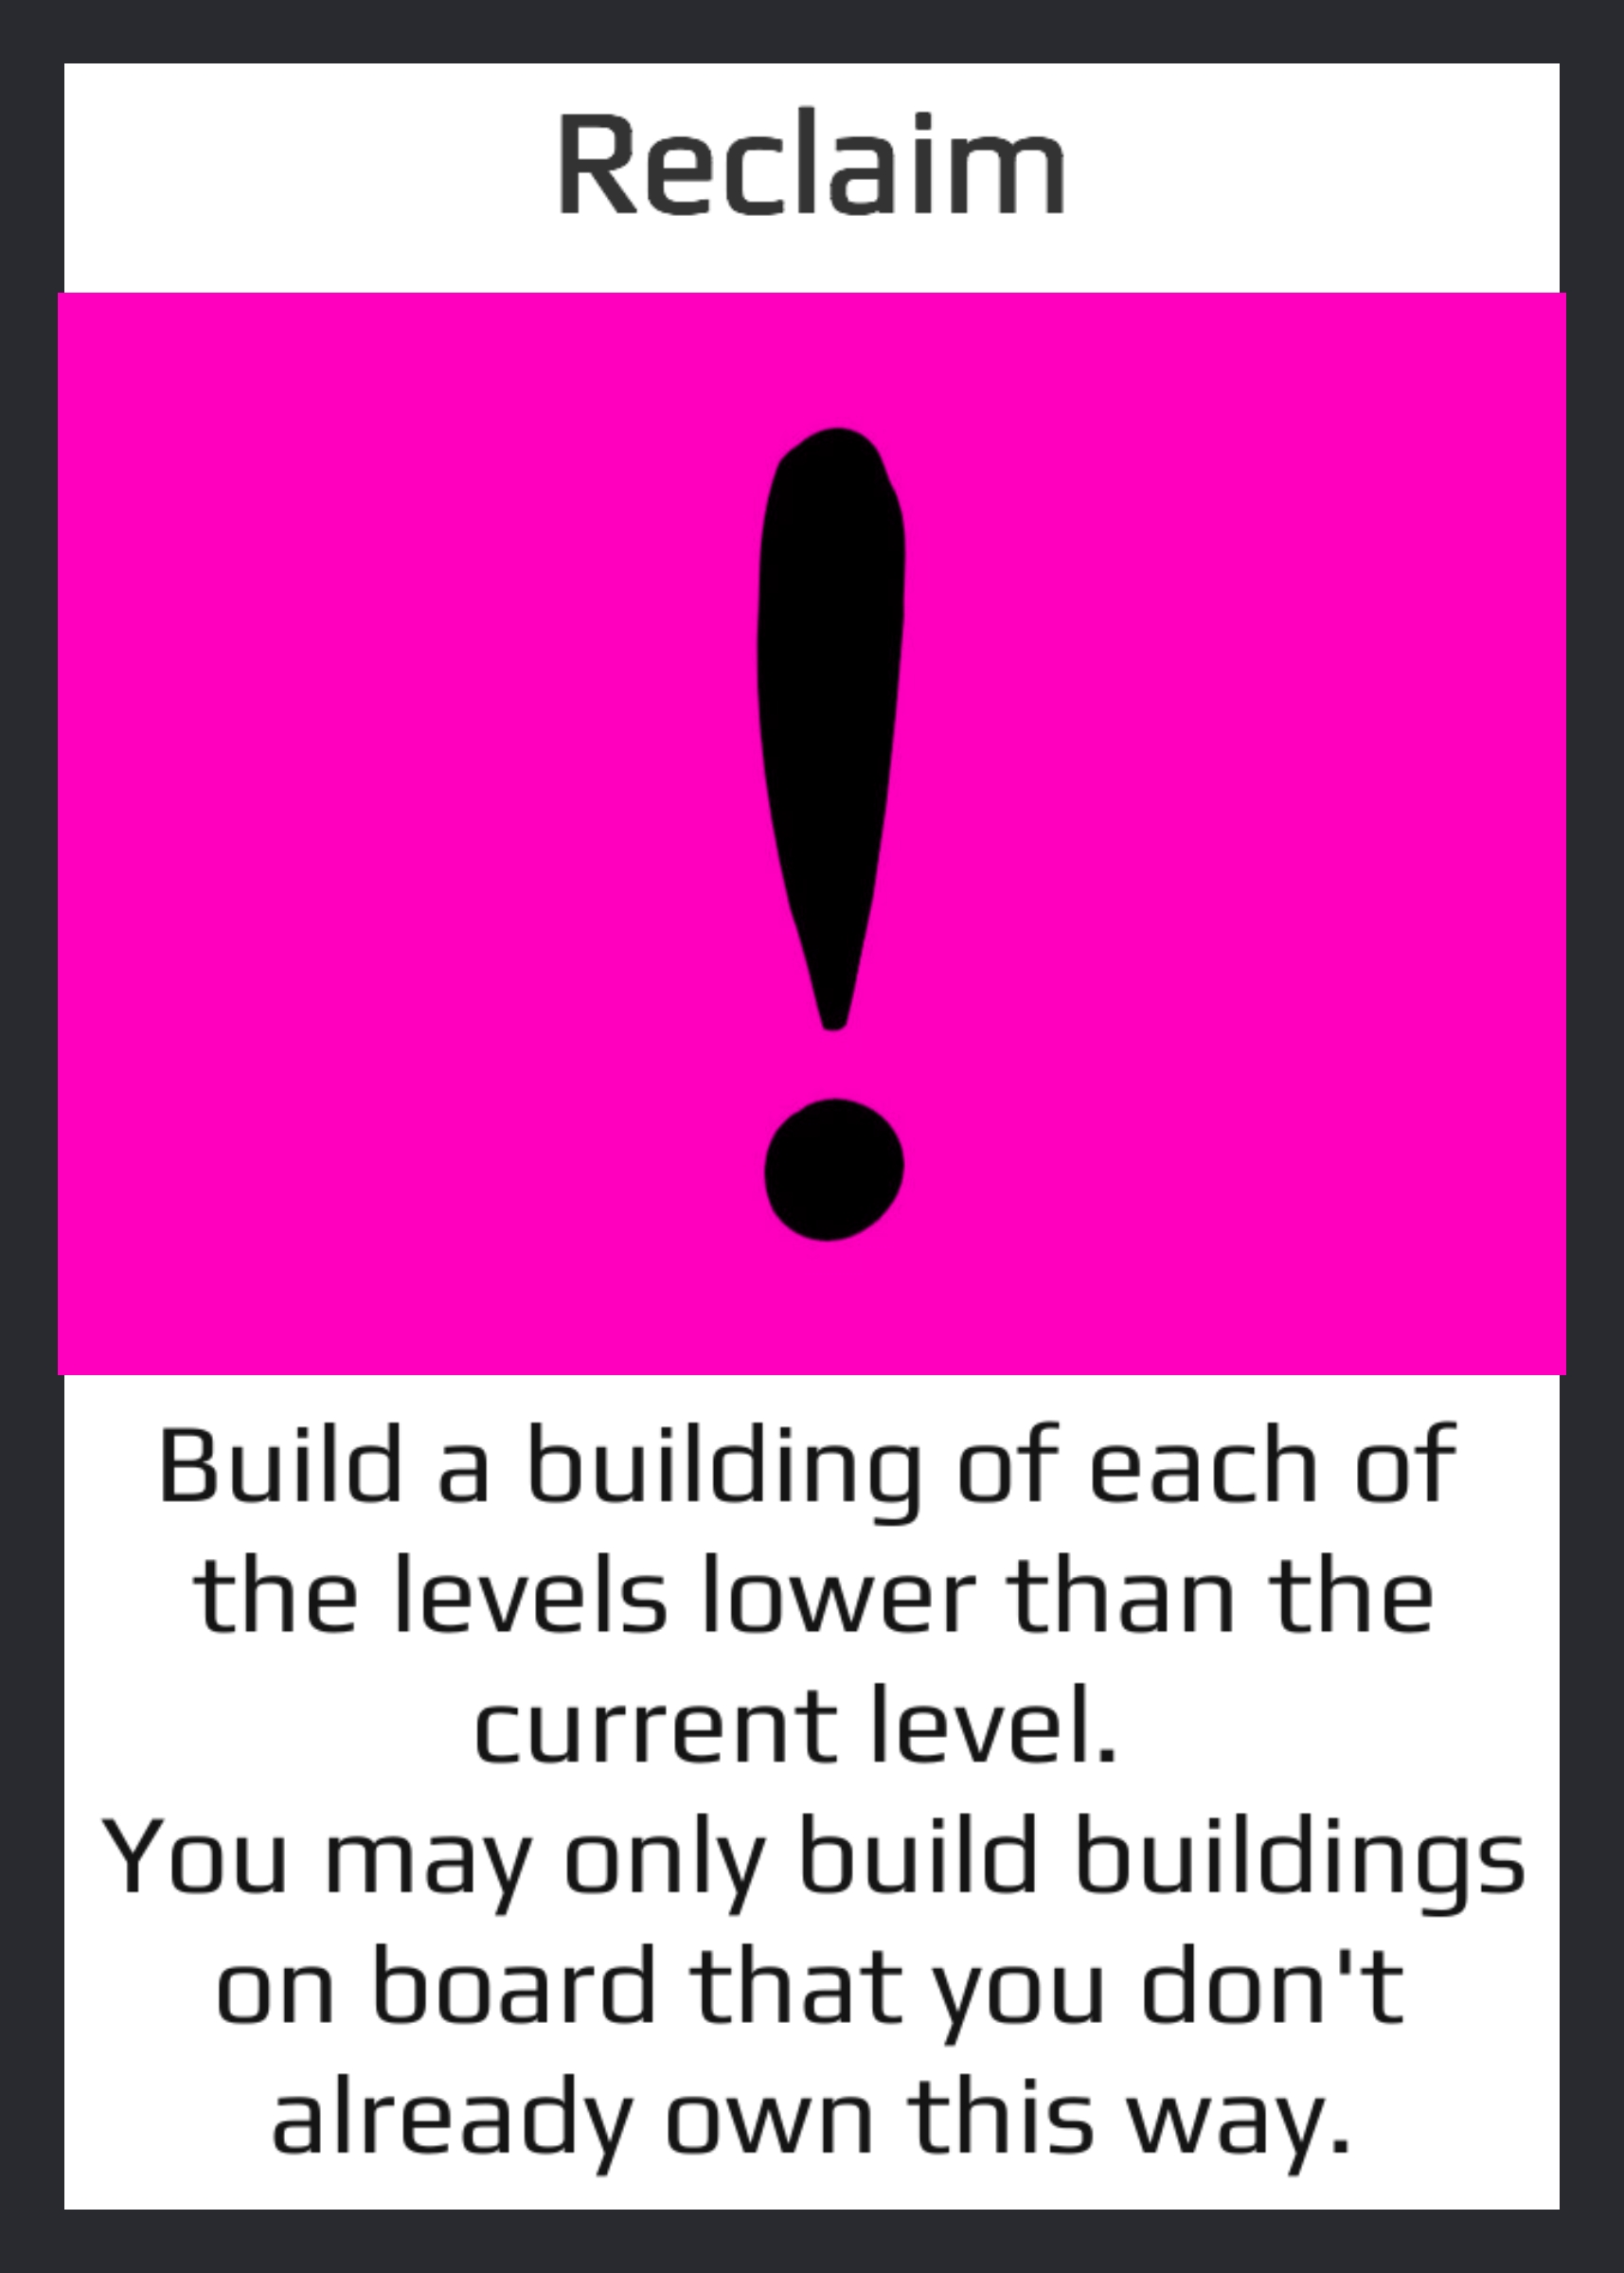 Reclaim
!
Build a building of each of
the levels lower than the
current level.
You may only build buildings
on board that you don't
already own this way.